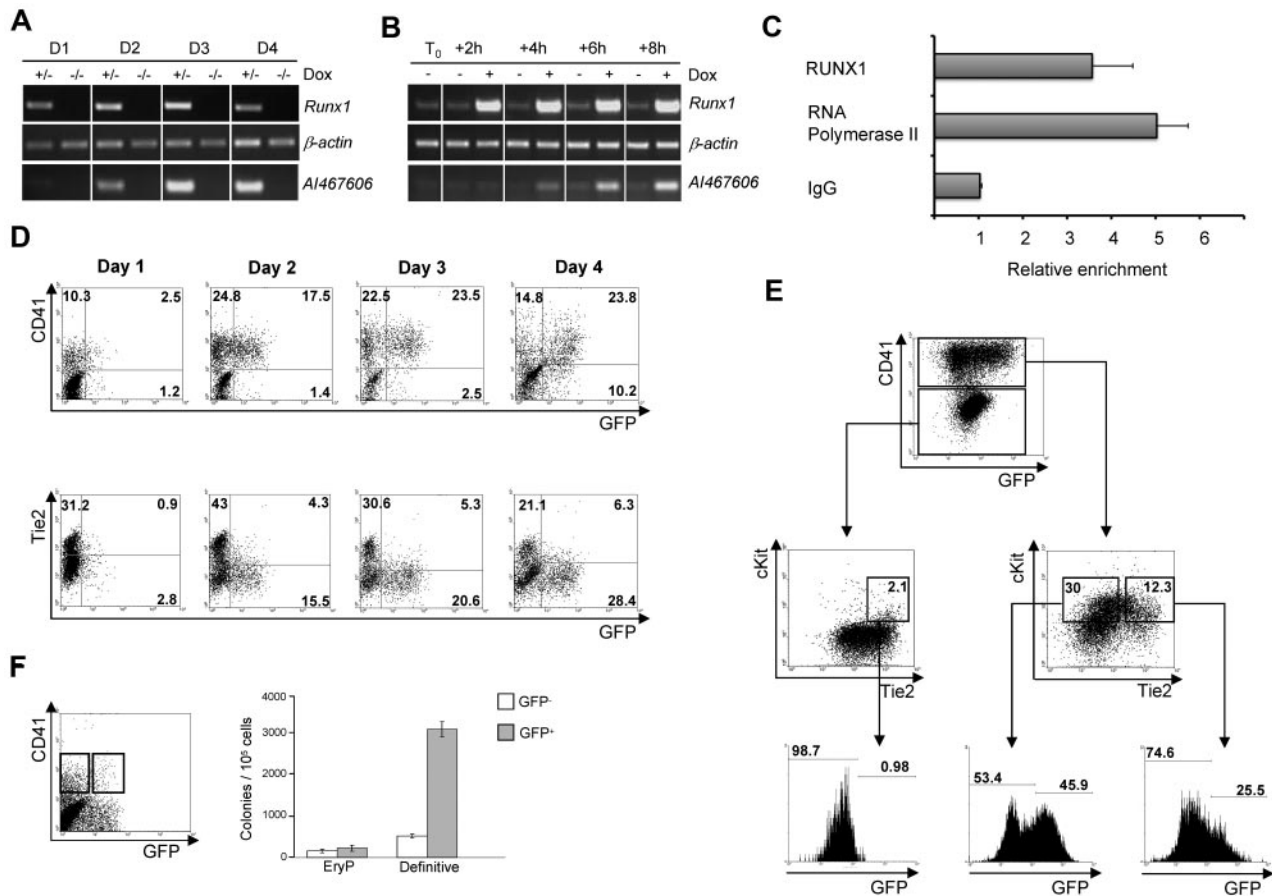 A
D1 D2 D3 D4
+/- -/- +/- -/- +/- -/- +/- -/-
Runx1
β-actin
AI467606
B
T0 +2h +4h +6h +8h
Dox - - + - + - + - + Dox
Runx1
β-actin
AI467606
C
RUNX1
RNA
Polymerase II
IgG
1 2 3 4 5 6
Relative enrichment
D
Day 1 Day 2 Day 3 Day 4
CD41
10.3 2.5 24.8 17.5 22.5 23.5 14.8 23.8
1.2 1.4 2.5 10.2
GFP
Tie2
31.2 0.9 43 4.3 30.6 5.3 21.1 6.3
2.8 15.5 20.6 28.4
GFP
E
CD41
GFP
cKit
2.1
Tie2
cKit
30 12.3
Tie2
98.7 0.98
GFP
53.4 45.9
GFP
74.6 25.5
GFP
F
CD41
GFP
Colonies / 10⁵ cells
4000
3000
2000
1000
0
EryP Definitive
GFP⁻
GFP⁺